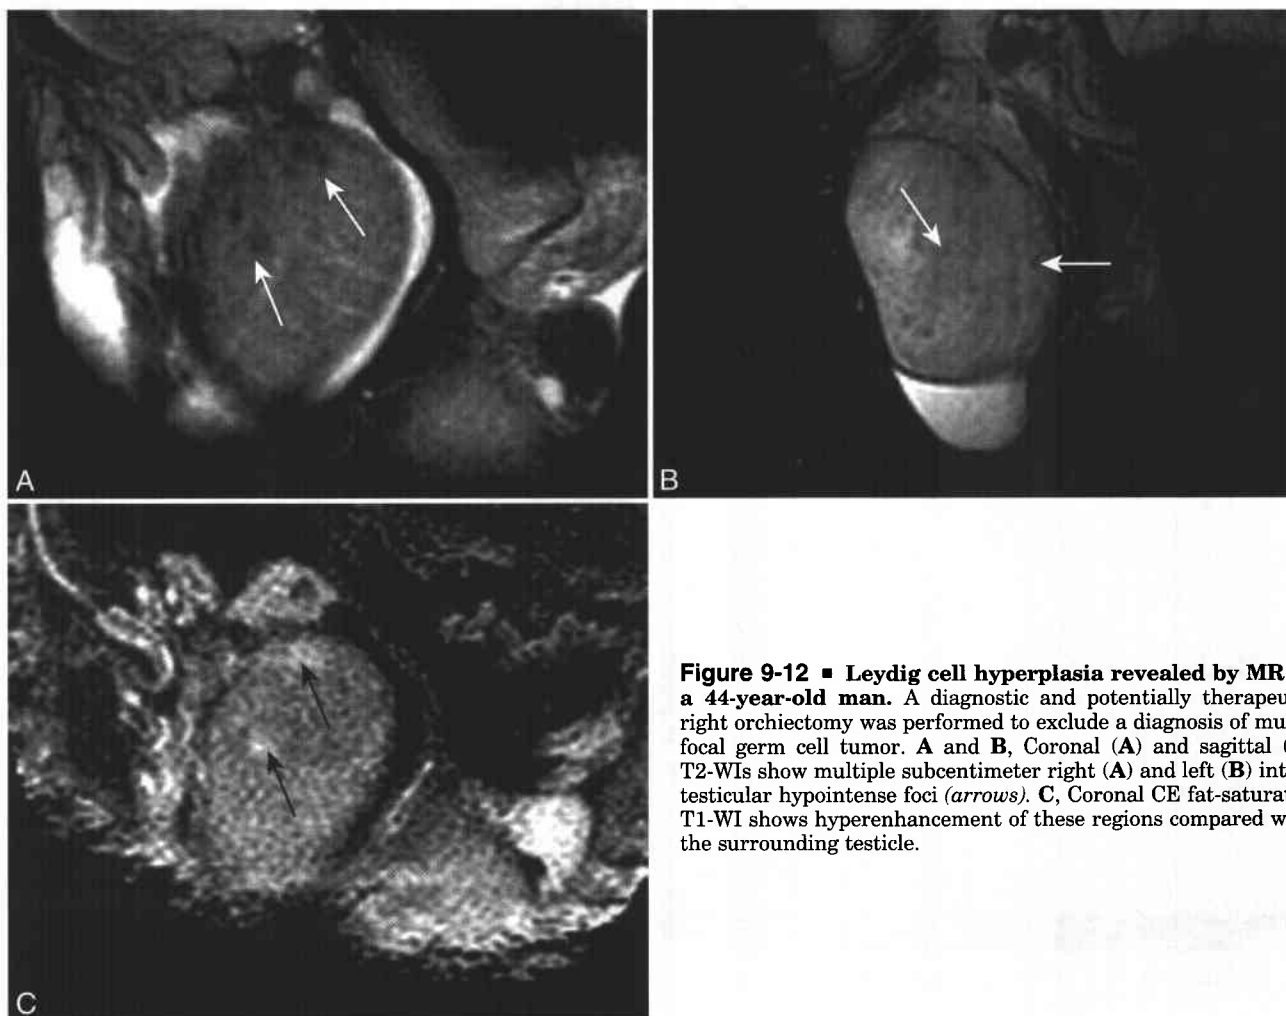 A
B
C
Figure 9-12 ■ Leydig cell hyperplasia revealed by MR
a 44-year-old man. A diagnostic and potentially therapeu
right orchiectomy was performed to exclude a diagnosis of mu
focal germ cell tumor. A and B, Coronal (A) and sagittal (
T2-WIs show multiple subcentimeter right (A) and left (B) int
testicular hypointense foci (arrows). C, Coronal CE fat-saturat
T1-WI shows hyperenhancement of these regions compared w
the surrounding testicle.